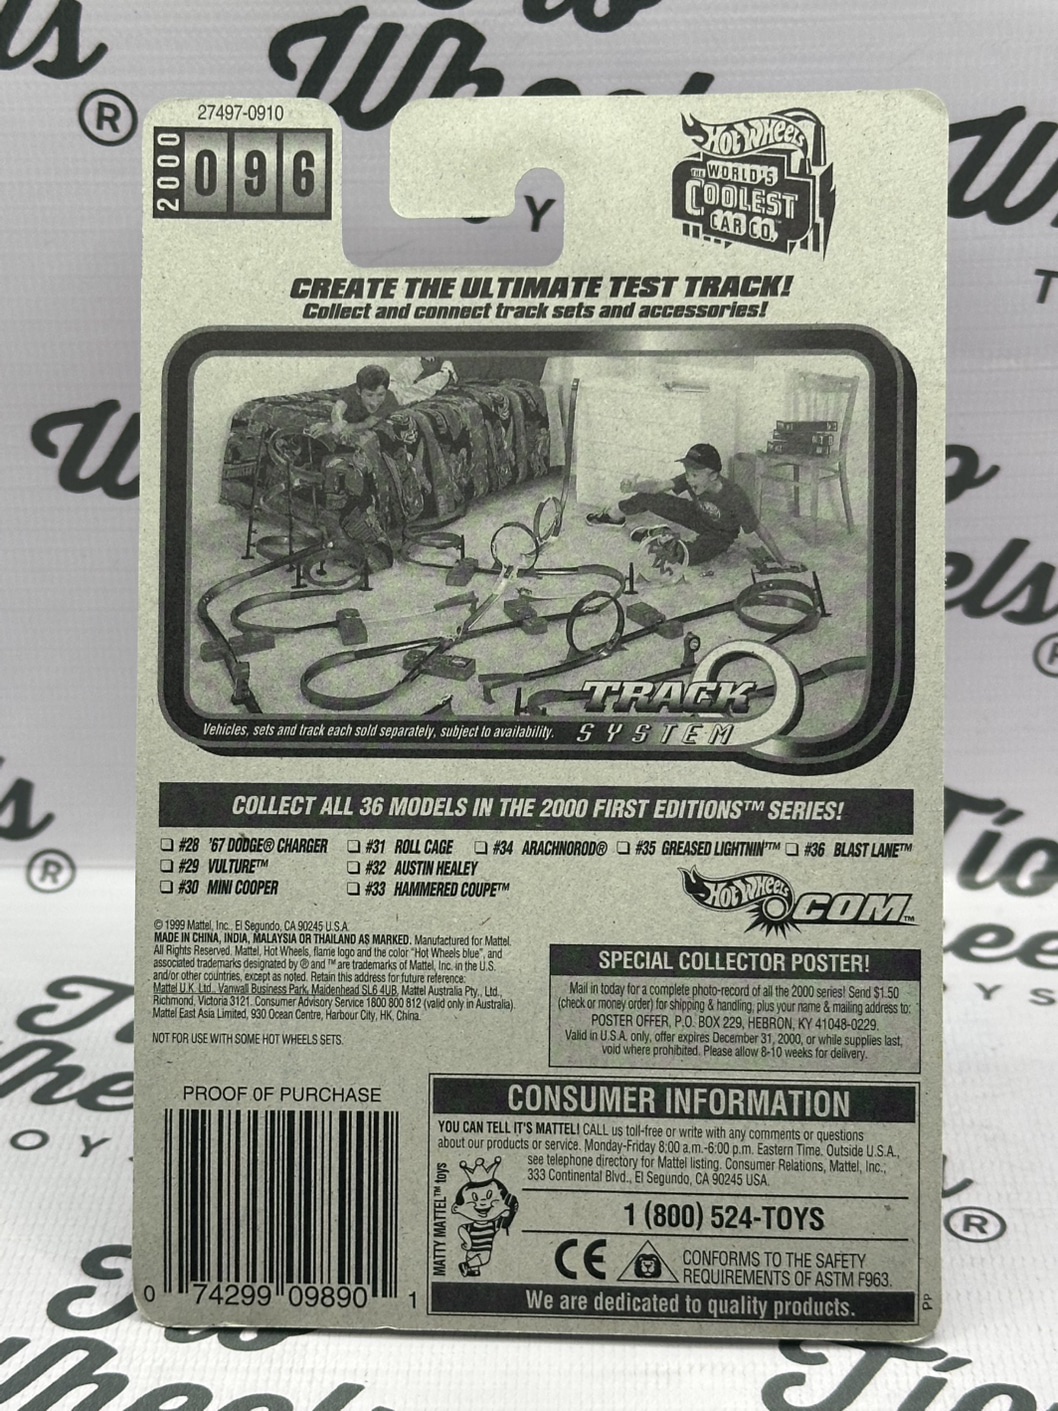 27497-0910
2000
096
HOT WHEELS
THE WORLD'S
COOLEST
CAR CO.™
CREATE THE ULTIMATE TEST TRACK!
Collect and connect track sets and accessories!
TRACK
SYSTEM
Vehicles, sets and track each sold separately, subject to availability.
COLLECT ALL 36 MODELS IN THE 2000 FIRST EDITIONS™ SERIES!
#28 '67 DODGE® CHARGER
#29 VULTURE™
#30 MINI COOPER
#31 ROLL CAGE
#32 AUSTIN HEALEY
#33 HAMMERED COUPE™
#34 ARACHNOROD®
#35 GREASED LIGHTNIN'™
#36 BLAST LANE™
HOT WHEELS .COM™
© 1999 Mattel, Inc., El Segundo, CA 90245 U.S.A.
MADE IN CHINA, INDIA, MALAYSIA OR THAILAND AS MARKED. Manufactured for Mattel.
All Rights Reserved. Mattel, Hot Wheels, flame logo and the color "Hot Wheels blue", and
associated trademarks designated by ® and ™ are trademarks of Mattel, Inc. in the U.S.
and/or other countries, except as noted. Retain this address for future reference:
Mattel U.K. Ltd., Vanwall Business Park, Maidenhead SL6 4UB. Mattel Australia Pty., Ltd.,
Richmond, Victoria 3121. Consumer Advisory Service 1800 800 812 (valid only in Australia).
Mattel East Asia Limited, 930 Ocean Centre, Harbour City, HK, China.
NOT FOR USE WITH SOME HOT WHEELS SETS.
SPECIAL COLLECTOR POSTER!
Mail in today for a complete photo-record of all the 2000 series! Send $1.50
(check or money order) for shipping & handling, plus your name & mailing address to:
POSTER OFFER, P.O. BOX 229, HEBRON, KY 41048-0229.
Valid in U.S.A. only, offer expires December 31, 2000, or while supplies last,
void where prohibited. Please allow 8-10 weeks for delivery.
PROOF OF PURCHASE
0 74299 09890 1
CONSUMER INFORMATION
YOU CAN TELL IT'S MATTEL! CALL us toll-free or write with any comments or questions
about our products or service. Monday-Friday 8:00 a.m.-6:00 p.m. Eastern Time. Outside U.S.A.,
see telephone directory for Mattel listing. Consumer Relations, Mattel, Inc.,
333 Continental Blvd., El Segundo, CA 90245 USA.
MATTY MATTEL™ toys
1 (800) 524-TOYS
CE
CONFORMS TO THE SAFETY
REQUIREMENTS OF ASTM F963.
We are dedicated to quality products.
PP